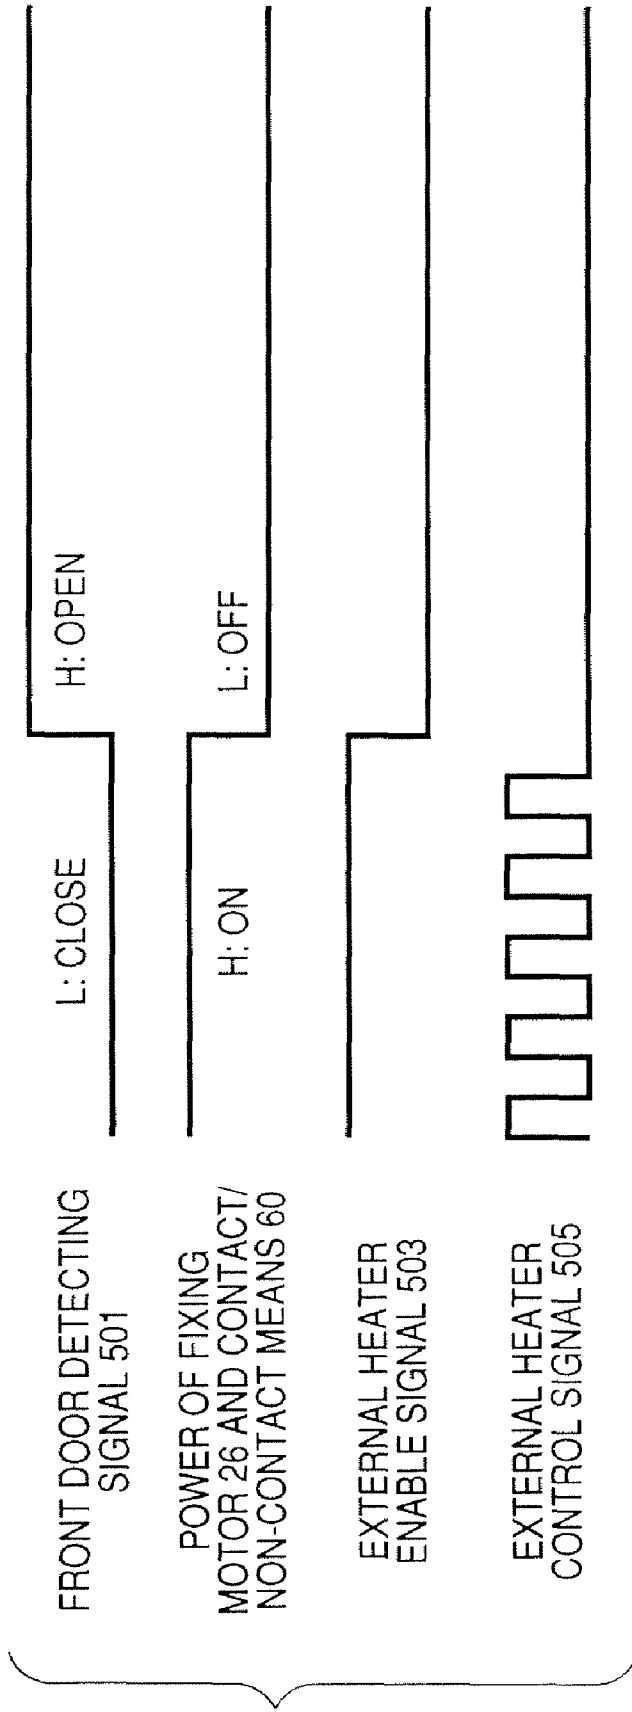 FRONT DOOR DETECTING
SIGNAL 501
L: CLOSE
H: OPEN
POWER OF FIXING
MOTOR 26 AND CONTACT/
NON-CONTACT MEANS 60
H: ON
L: OFF
EXTERNAL HEATER
ENABLE SIGNAL 503
EXTERNAL HEATER
CONTROL SIGNAL 505